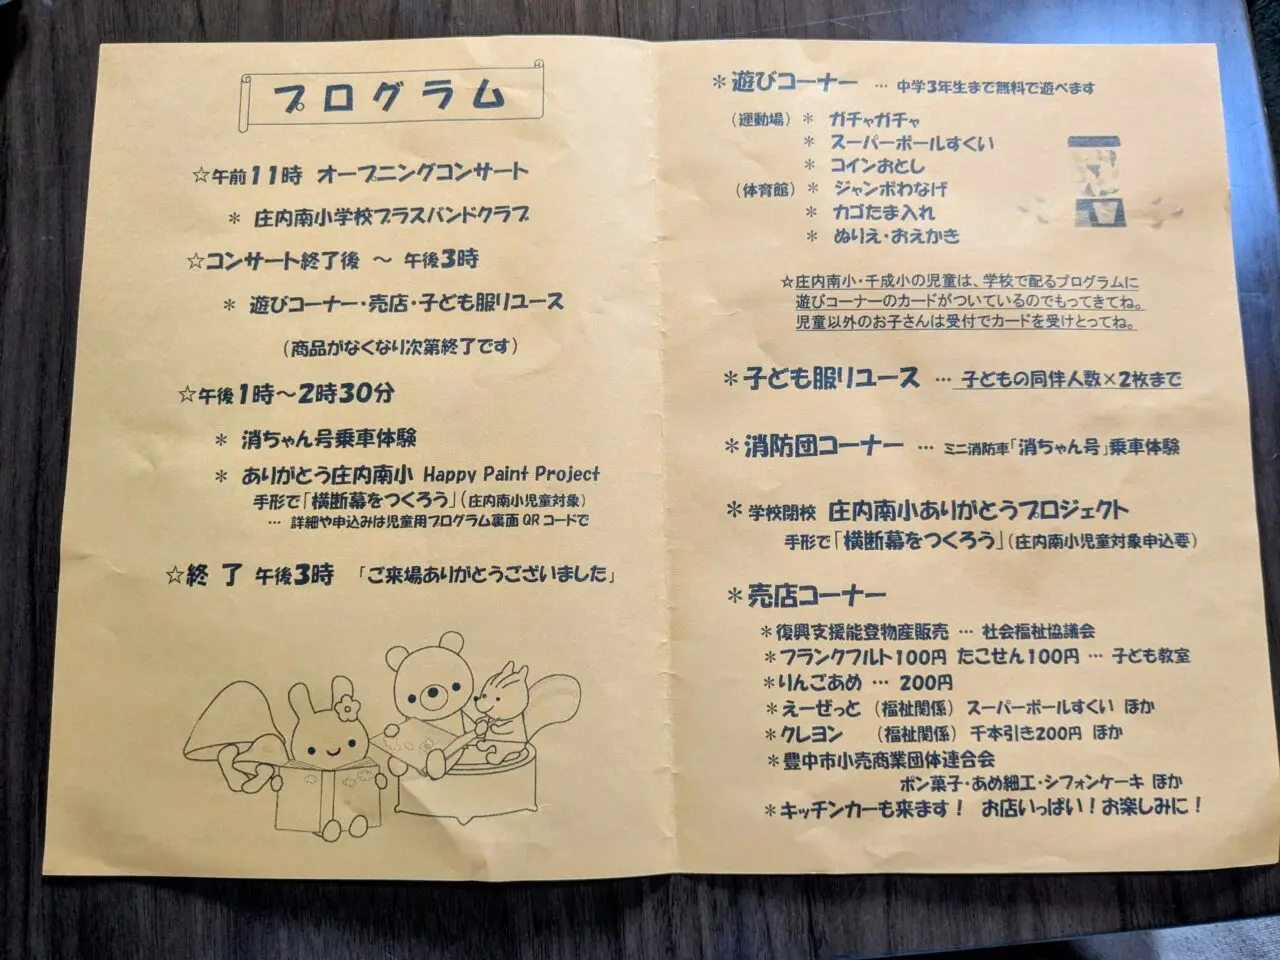 プログラム
☆午前11時 オープニングコンサート
＊ 庄内南小学校ブラスバンドクラブ
☆コンサート終了後 ～ 午後3時
＊ 遊びコーナー・売店・子ども服リユース
（商品がなくなり次第終了です）
☆午後1時～2時30分
＊ 消ちゃん号乗車体験
＊ ありがとう庄内南小 Happy Paint Project
手形で「横断幕をつくろう」（庄内南小児童対象）
… 詳細や申込みは児童用プログラム裏面QRコードで
☆終 了 午後3時 「ご来場ありがとうございました」
＊遊びコーナー … 中学3年生まで無料で遊べます
（運動場）＊ ガチャガチャ
＊ スーパーボールすくい
＊ コインおとし
（体育館）＊ ジャンボわなげ
＊ カゴたま入れ
＊ ぬりえ・おえかき
☆庄内南小・千成小の児童は、学校で配るプログラムに
遊びコーナーのカードがついているのでもってきてね。
児童以外のお子さんは受付でカードを受けとってね。
＊子ども服リユース … 子どもの同伴人数×2枚まで
＊消防団コーナー … ミニ消防車「消ちゃん号」乗車体験
＊学校閉校 庄内南小ありがとうプロジェクト
手形で「横断幕をつくろう」（庄内南小児童対象申込要）
＊売店コーナー
＊復興支援能登物産販売 … 社会福祉協議会
＊フランクフルト100円 たこせん100円 … 子ども教室
＊りんごあめ … 200円
＊えーぜっと （福祉関係） スーパーボールすくい ほか
＊クレヨン （福祉関係） 千本引き200円 ほか
＊豊中市小売商業団体連合会
ポン菓子・あめ細工・シフォンケーキ ほか
＊キッチンカーも来ます！ お店いっぱい！お楽しみに！